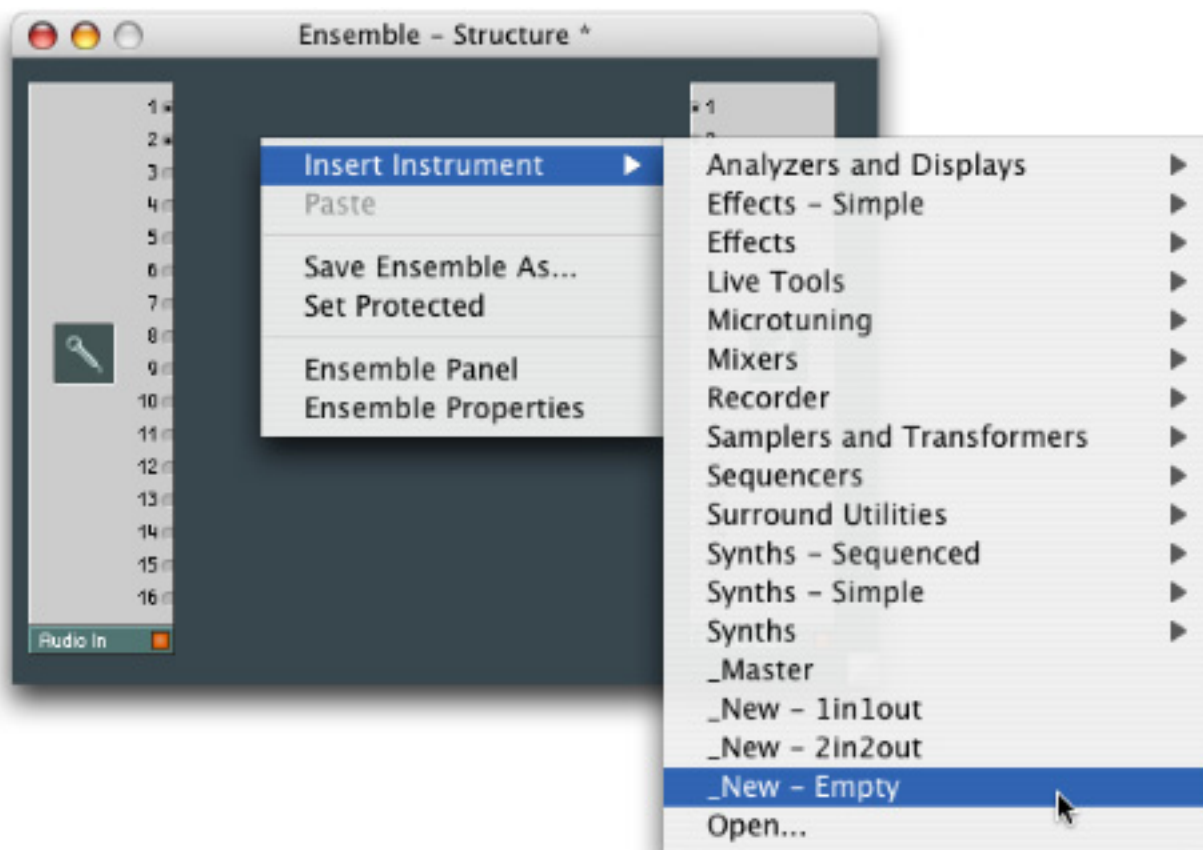 Ensemble – Structure *
1
2
3
4
5
6
7
8
9
10
11
12
13
14
15
16
Audio In
1
Insert Instrument
Paste
Save Ensemble As...
Set Protected
Ensemble Panel
Ensemble Properties
Analyzers and Displays
Effects – Simple
Effects
Live Tools
Microtuning
Mixers
Recorder
Samplers and Transformers
Sequencers
Surround Utilities
Synths – Sequenced
Synths – Simple
Synths
_Master
_New – 1in1out
_New – 2in2out
_New – Empty
Open...